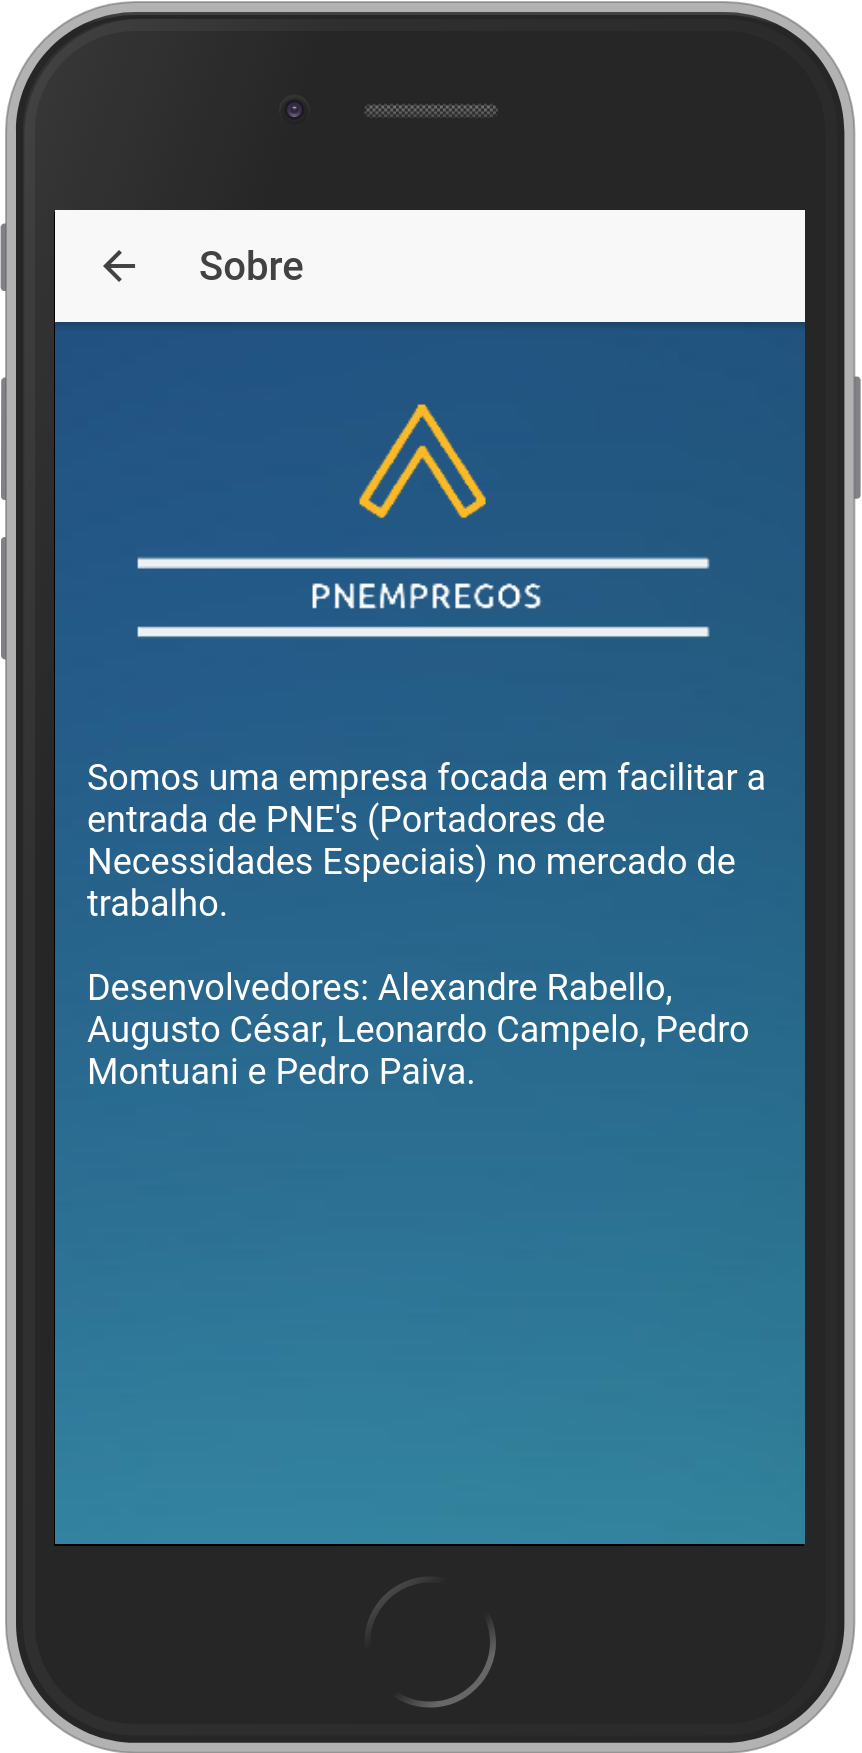 Sobre
PNEMPREGOS
Somos uma empresa focada em facilitar a
entrada de PNE's (Portadores de
Necessidades Especiais) no mercado de
trabalho.
Desenvolvedores: Alexandre Rabello,
Augusto César, Leonardo Campelo, Pedro
Montuani e Pedro Paiva.